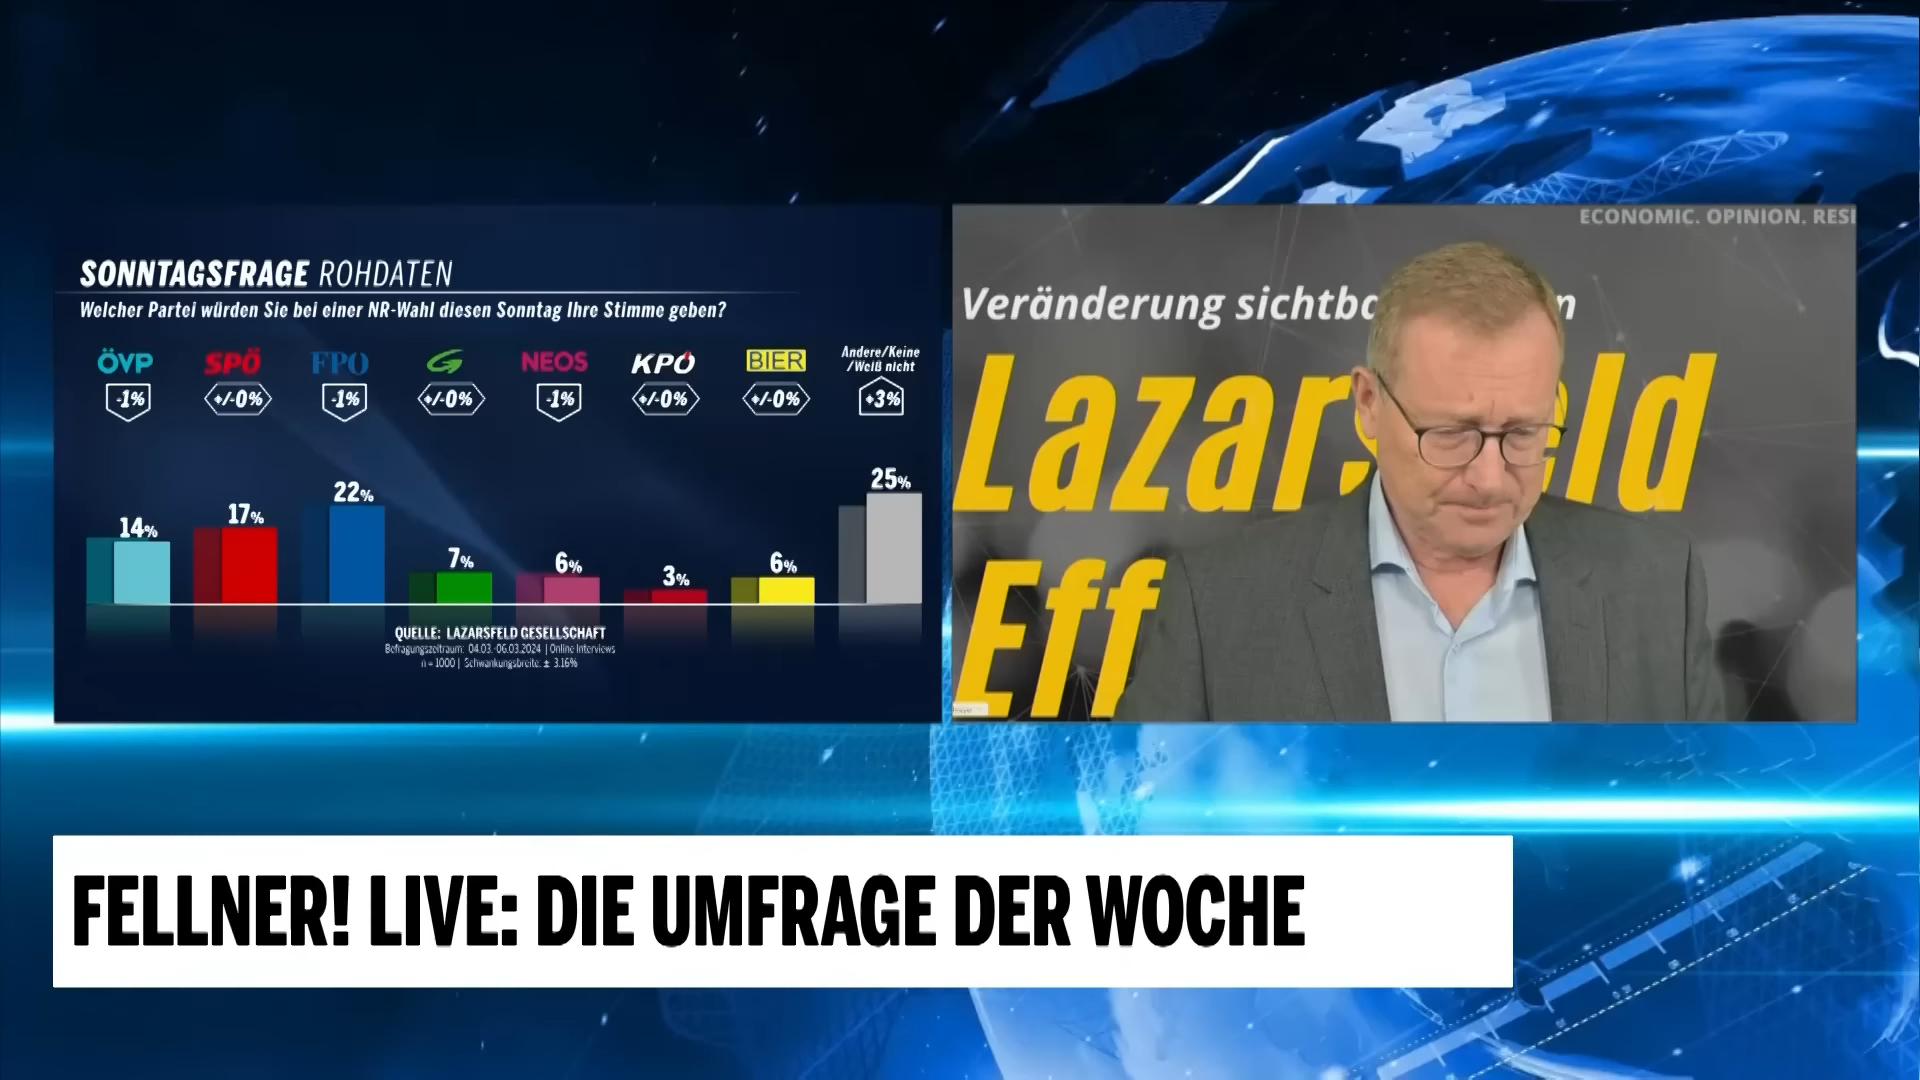 SONNTAGSFRAGE ROHDATEN
Welcher Partei würden Sie bei einer NR-Wahl diesen Sonntag Ihre Stimme geben?
ÖVP SPÖ FPÖ NEOS KPÖ BIER Andere/Keine
/Weiß nicht
-1% +/-0% -1% +/-0% -1% +/-0% +/-0% +3%
14% 17% 22% 7% 6% 3% 6% 25%
QUELLE: LAZARSFELD GESELLSCHAFT
Befragungszeitraum: 04.03.-06.03.2024 | Online Interviews
n = 1000 | Schwankungsbreite: ± 3.16%
ECONOMIC. OPINION. RES
Veränderung sichtba n
Lazarsfeld
Eff
FELLNER! LIVE: DIE UMFRAGE DER WOCHE